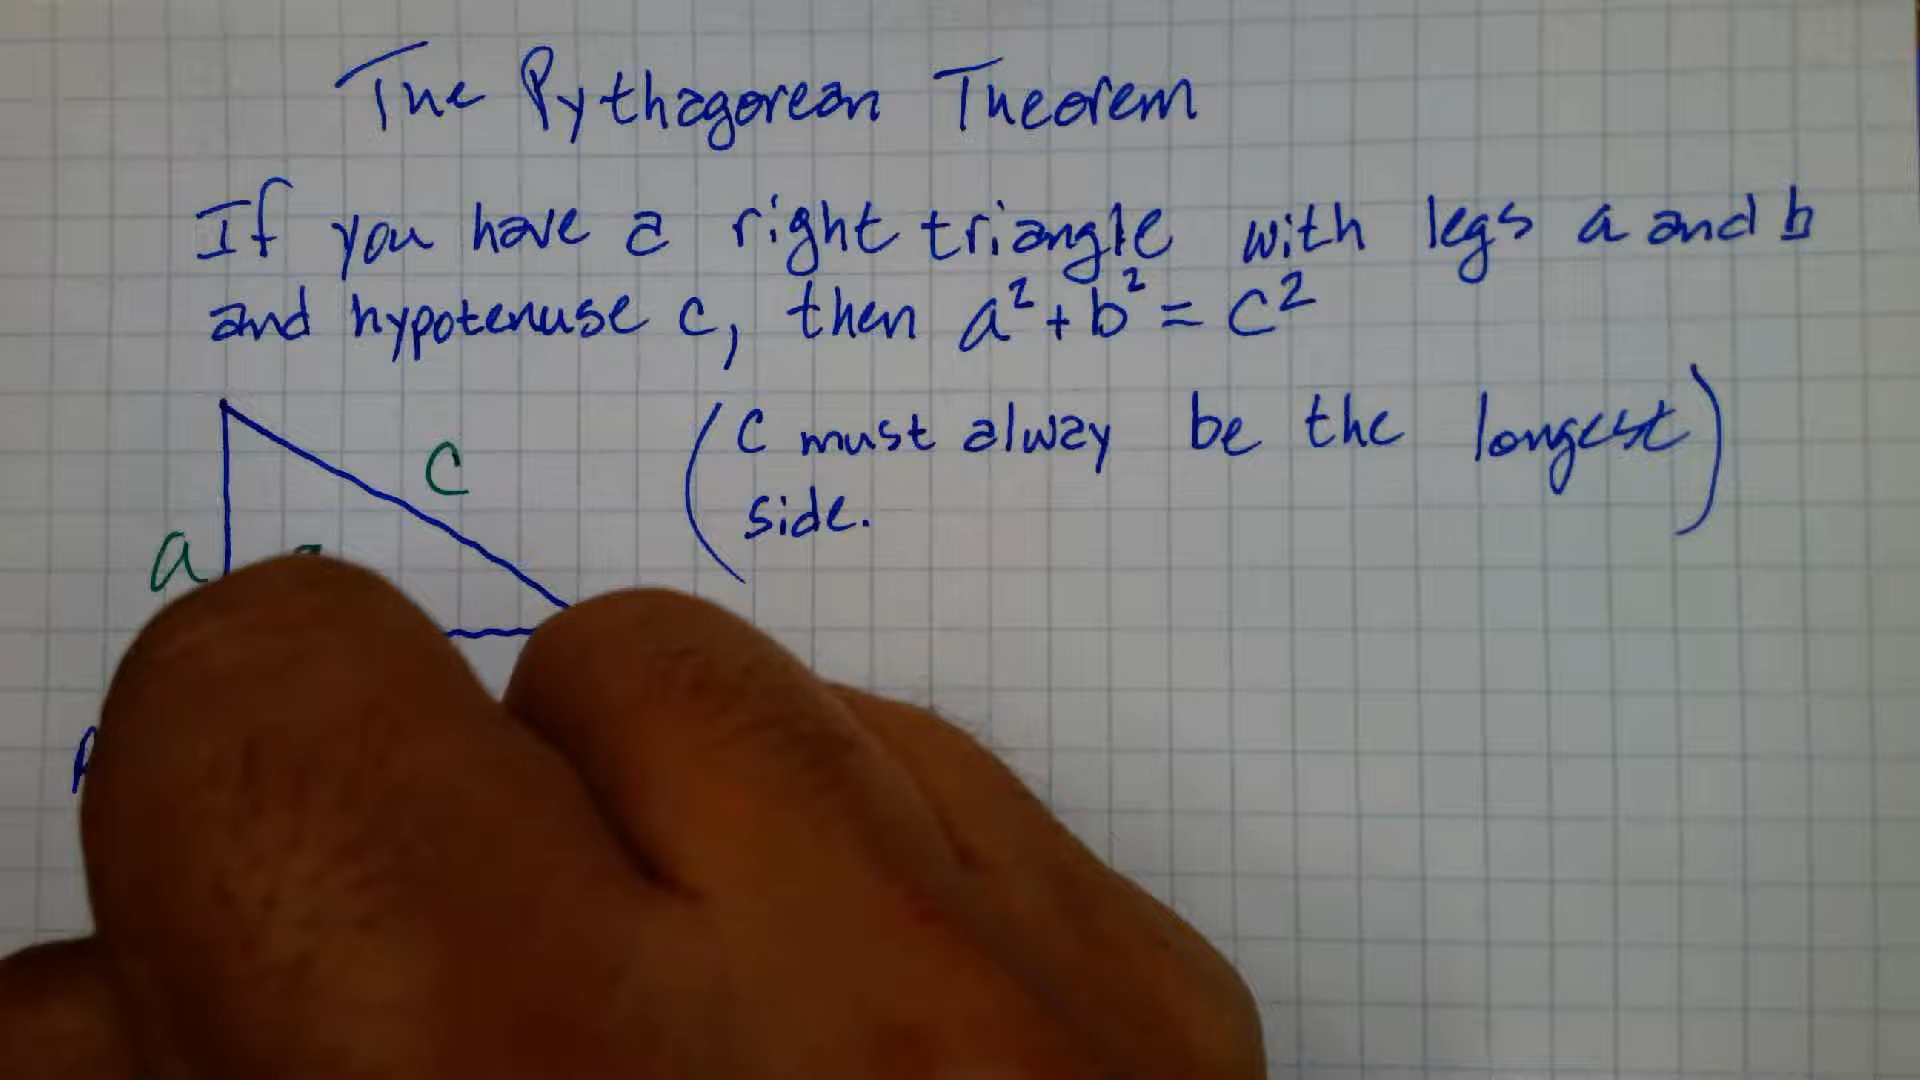 The Pythagorean Theorem
If you have a right triangle with legs a and b
and hypotenuse c, then a² + b² = c²
(c must alway be the longest)
side.
c
a